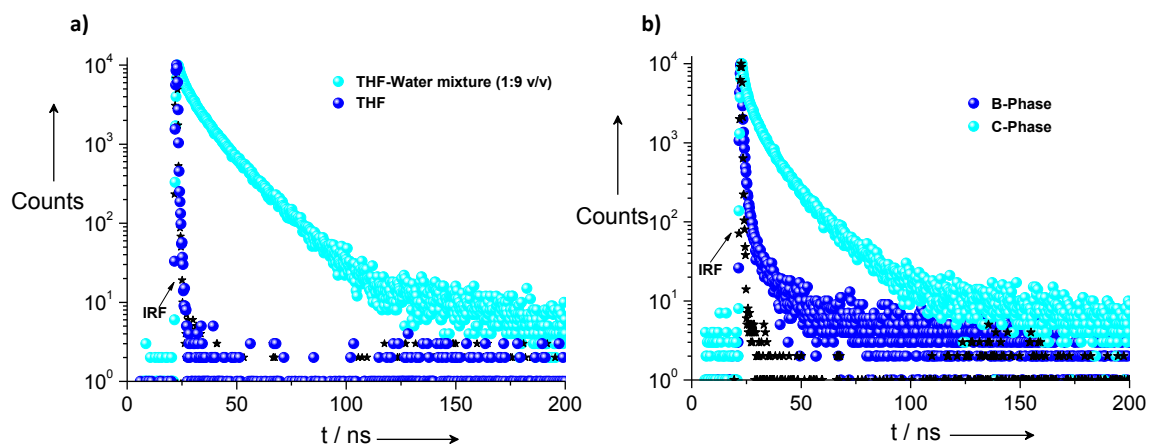 a)
10⁴
10³
10²
10¹
10⁰
Counts
THF-Water mixture (1:9 v/v)
THF
IRF
0 50 100 150 200
t / ns
b)
10⁴
10³
10²
10¹
10⁰
Counts
B-Phase
C-Phase
IRF
0 50 100 150 200
t / ns